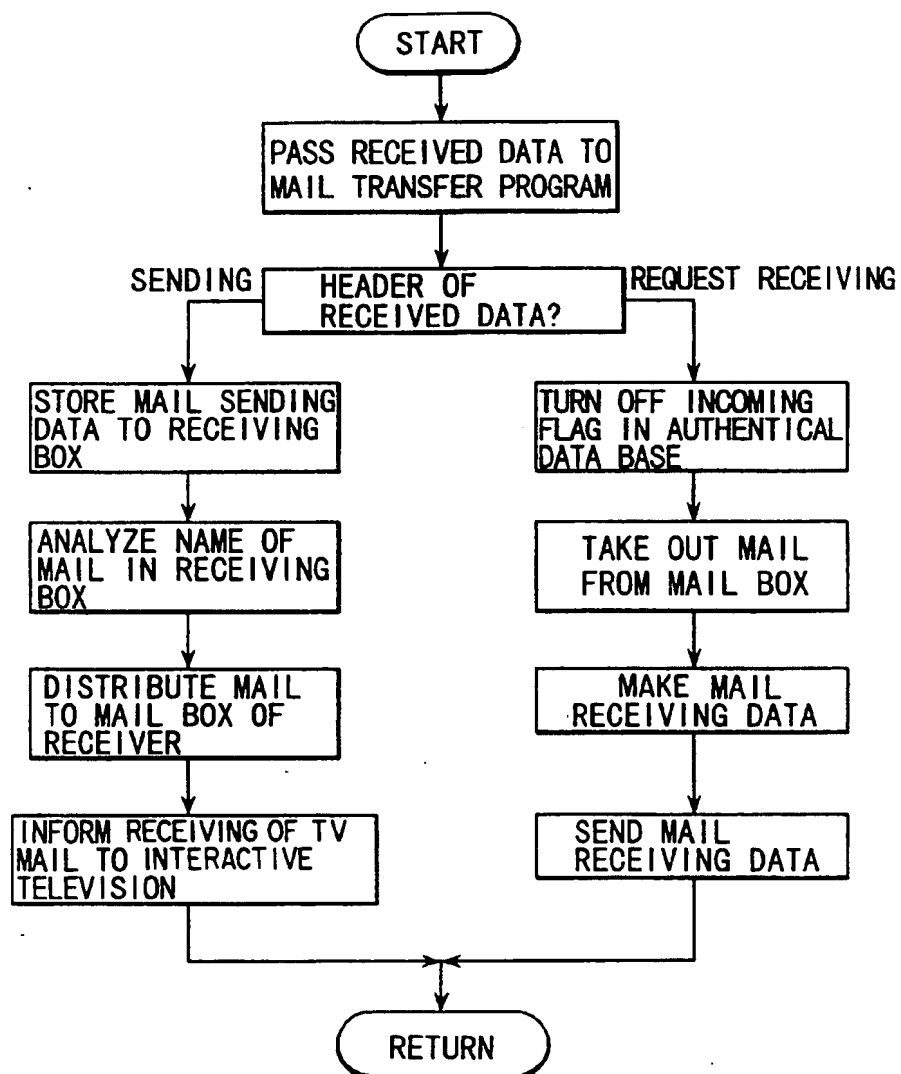 START
PASS RECEIVED DATA TO
MAIL TRANSFER PROGRAM
SENDING
HEADER OF
RECEIVED DATA?
REQUEST RECEIVING
STORE MAIL SENDING
DATA TO RECEIVING
BOX
ANALYZE NAME OF
MAIL IN RECEIVING
BOX
DISTRIBUTE MAIL
TO MAIL BOX OF
RECEIVER
INFORM RECEIVING OF TV
MAIL TO INTERACTIVE
TELEVISION
TURN OFF INCOMING
FLAG IN AUTHENTICAL
DATA BASE
TAKE OUT MAIL
FROM MAIL BOX
MAKE MAIL
RECEIVING DATA
SEND MAIL
RECEIVING DATA
RETURN